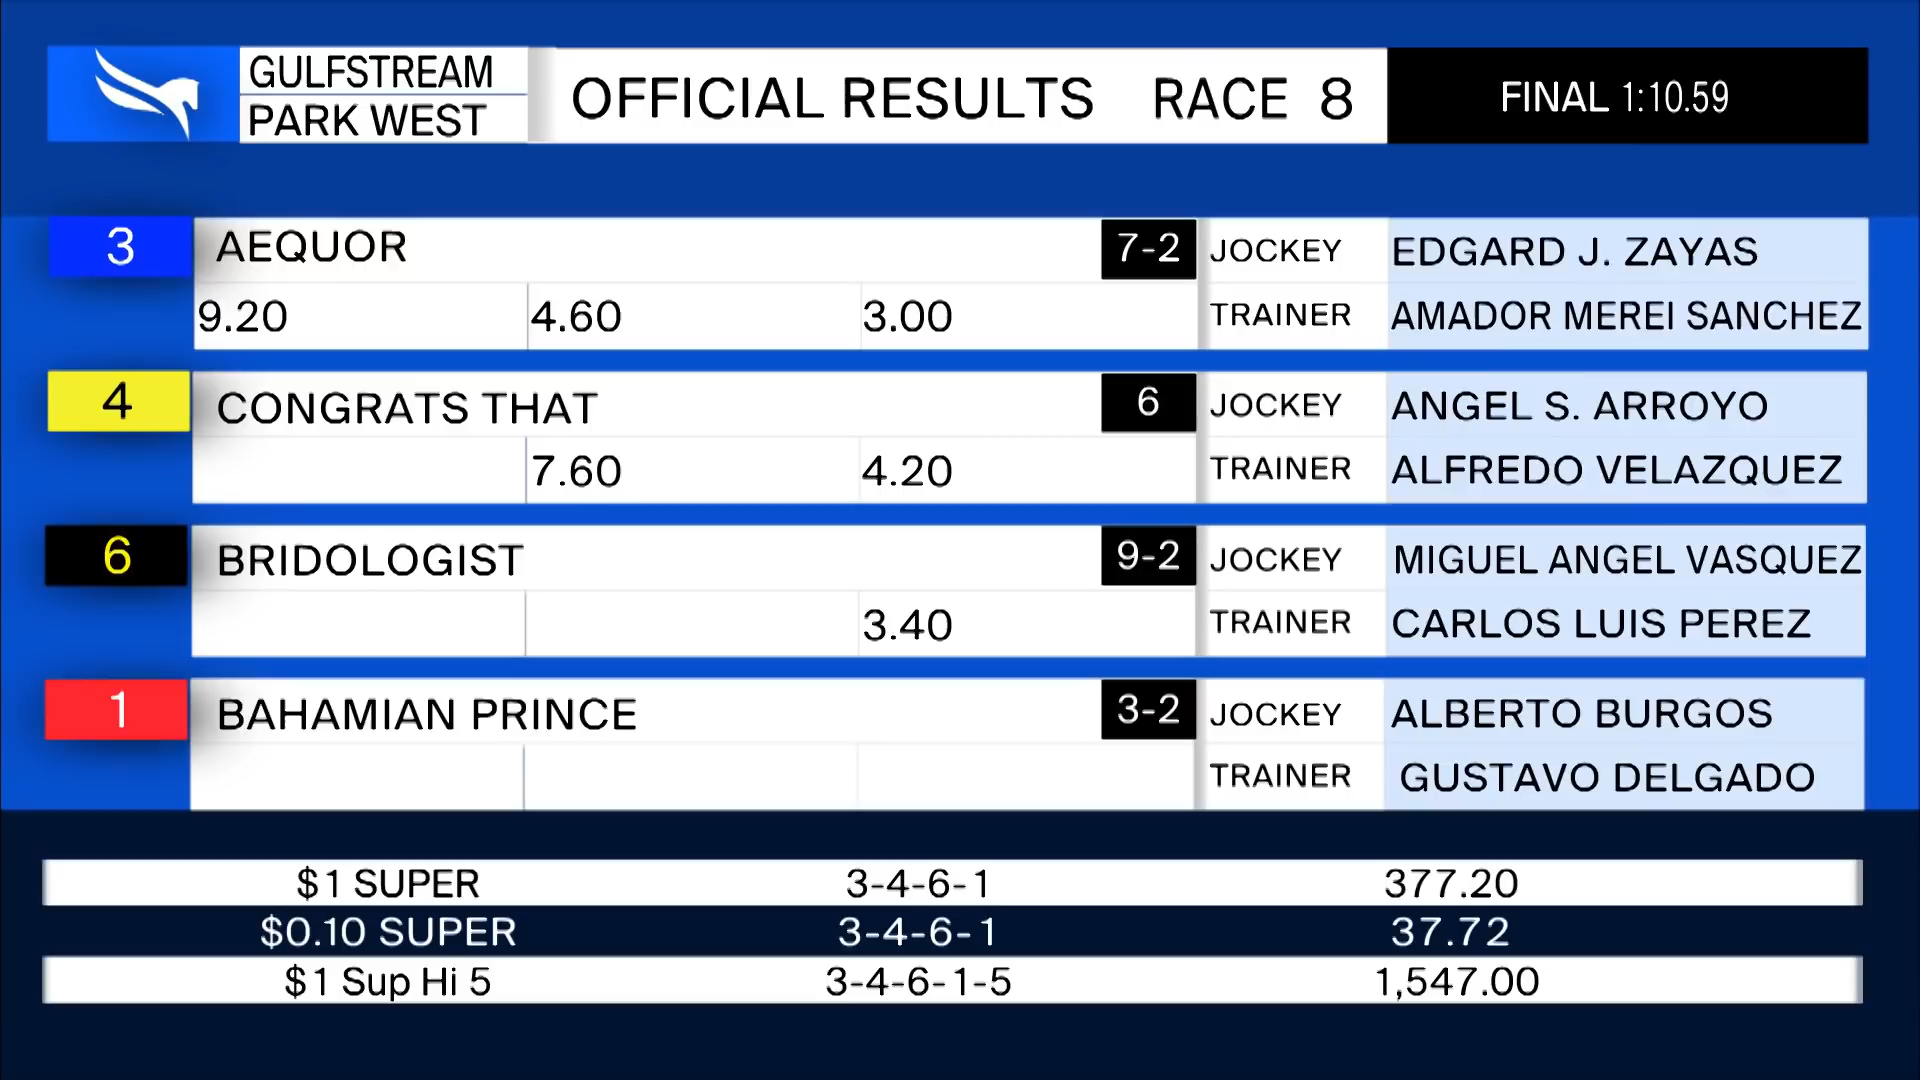 GULFSTREAM
PARK WEST
OFFICIAL RESULTS RACE 8
FINAL 1:10.59
3 AEQUOR 7-2 JOCKEY EDGARD J. ZAYAS
9.20 4.60 3.00 TRAINER AMADOR MEREI SANCHEZ
4 CONGRATS THAT 6 JOCKEY ANGEL S. ARROYO
7.60 4.20 TRAINER ALFREDO VELAZQUEZ
6 BRIDOLOGIST 9-2 JOCKEY MIGUEL ANGEL VASQUEZ
3.40 TRAINER CARLOS LUIS PEREZ
1 BAHAMIAN PRINCE 3-2 JOCKEY ALBERTO BURGOS
TRAINER GUSTAVO DELGADO
$1 SUPER 3-4-6-1 377.20
$0.10 SUPER 3-4-6-1 37.72
$1 Sup Hi 5 3-4-6-1-5 1,547.00